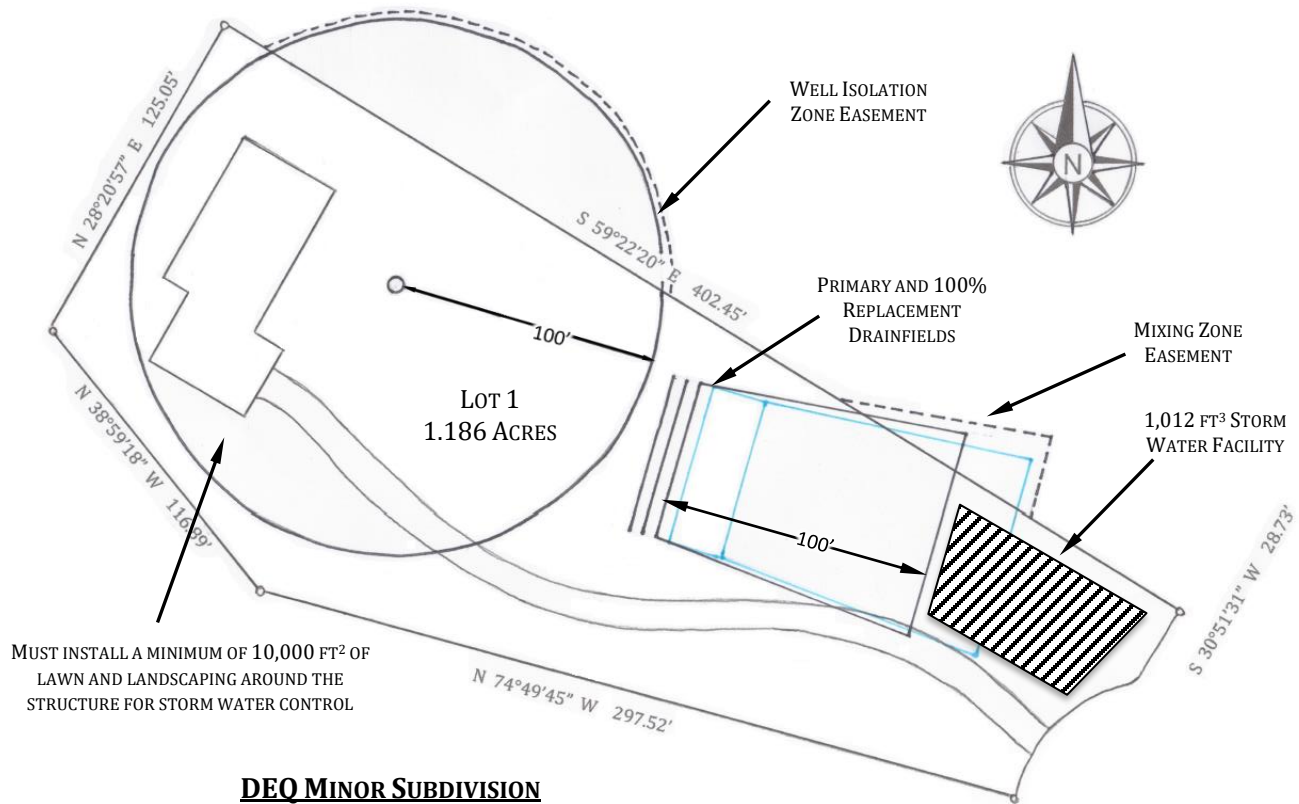 WELL ISOLATION
ZONE EASEMENT
N
N 28°20'57" E 125.05'
S 59°22'20" E 402.45'
PRIMARY AND 100%
REPLACEMENT
DRAINFIELDS
MIXING ZONE
EASEMENT
100'
LOT 1
1.186 ACRES
1,012 FT³ STORM
WATER FACILITY
N 38°59'18" W 116.89'
100'
S 30°51'31" W 28.73'
MUST INSTALL A MINIMUM OF 10,000 FT² OF
LAWN AND LANDSCAPING AROUND THE
STRUCTURE FOR STORM WATER CONTROL
N 74°49'45" W 297.52'
DEQ MINOR SUBDIVISION